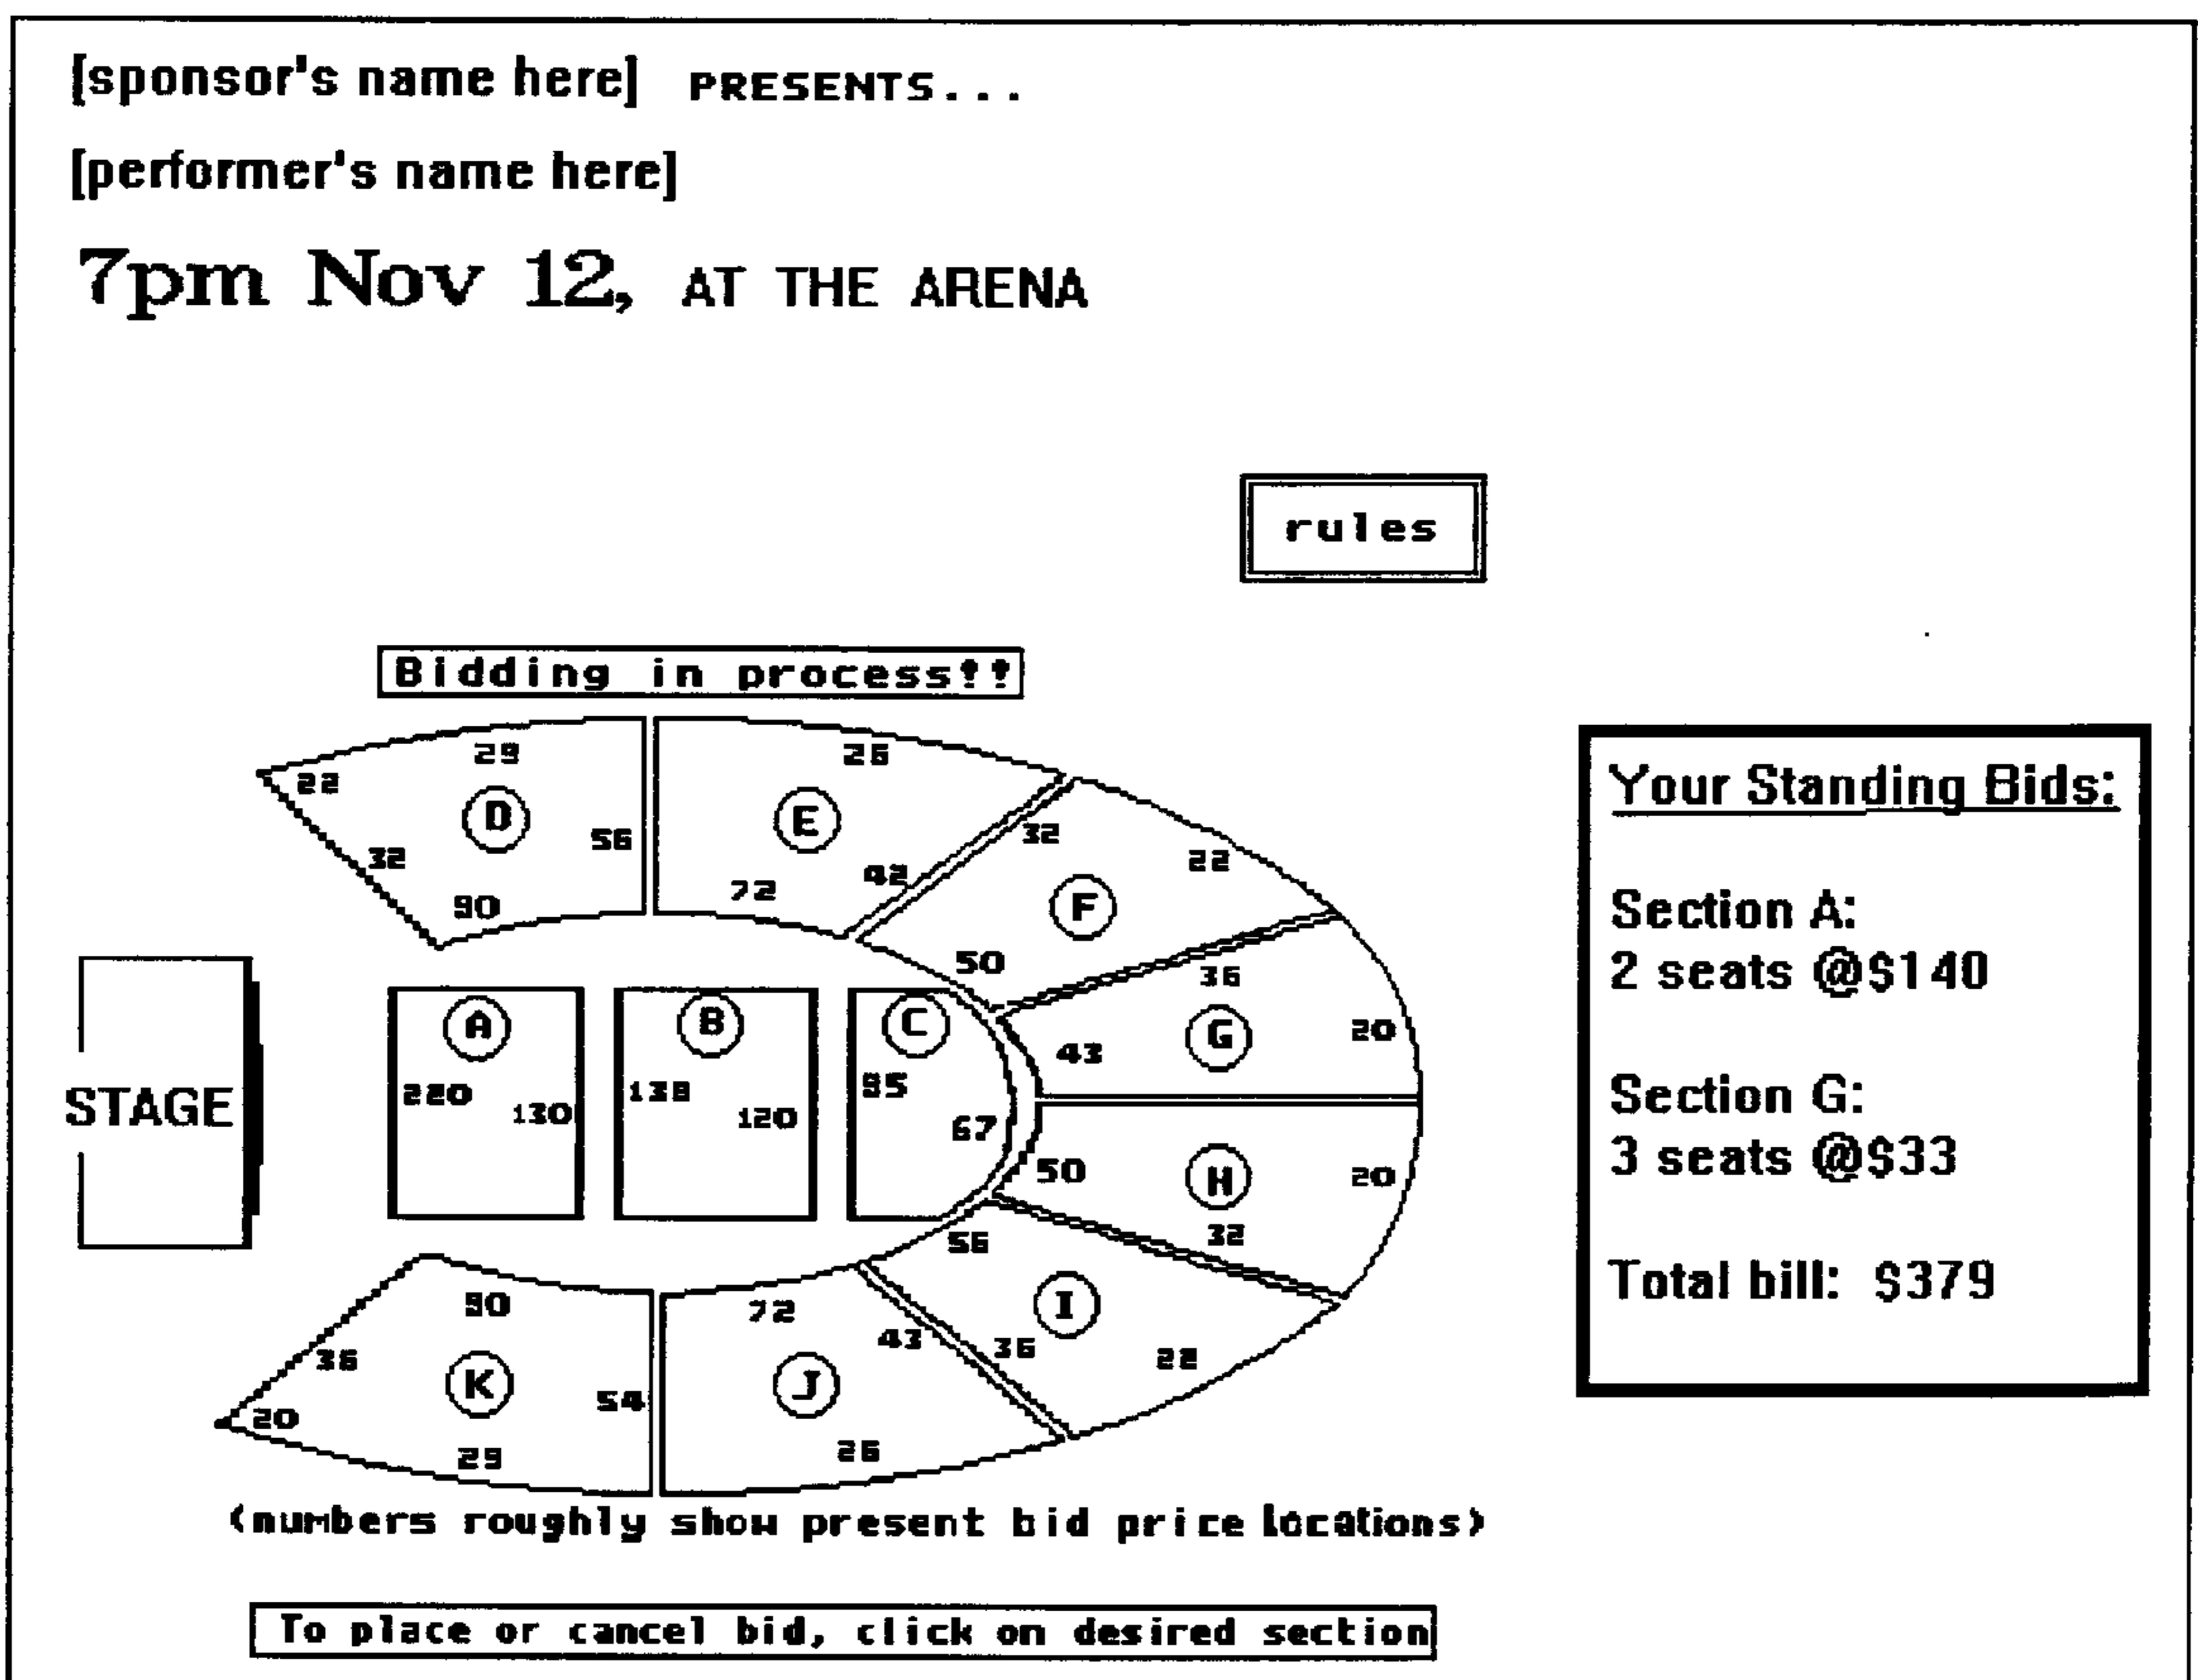 [sponsor's name here] PRESENTS...
[performer's name here]
7pm Nov 12, AT THE ARENA
rules
Bidding in process!!
29
22
D
56
32
90
26
E
42
72
32
22
F
50
36
G
20
43
STAGE
A
220
130
B
138
120
C
95
67
50
H
20
32
56
I
36
22
90
36
K
54
20
29
72
43
J
26
(numbers roughly show present bid price locations)
To place or cancel bid, click on desired section
Your Standing Bids:
Section A:
2 seats @$140
Section G:
3 seats @$33
Total bill: $379